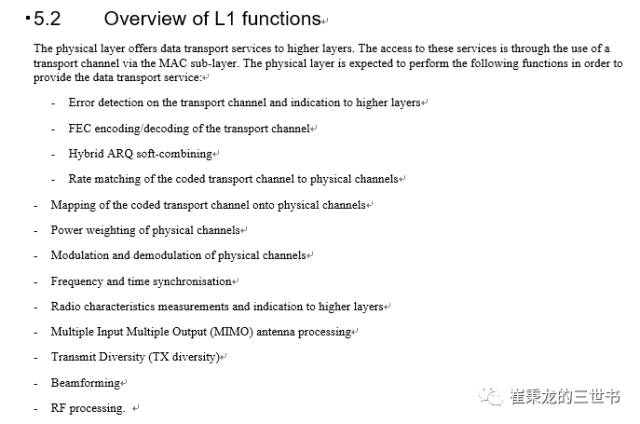 5.2 Overview of L1 functions
The physical layer offers data transport services to higher layers. The access to these services is through the use of a
transport channel via the MAC sub-layer. The physical layer is expected to perform the following functions in order to
provide the data transport service:
- Error detection on the transport channel and indication to higher layers
- FEC encoding/decoding of the transport channel
- Hybrid ARQ soft-combining
- Rate matching of the coded transport channel to physical channels
- Mapping of the coded transport channel onto physical channels
- Power weighting of physical channels
- Modulation and demodulation of physical channels
- Frequency and time synchronisation
- Radio characteristics measurements and indication to higher layers
- Multiple Input Multiple Output (MIMO) antenna processing
- Transmit Diversity (TX diversity)
- Beamforming
- RF processing.
崔秉龙的三世书